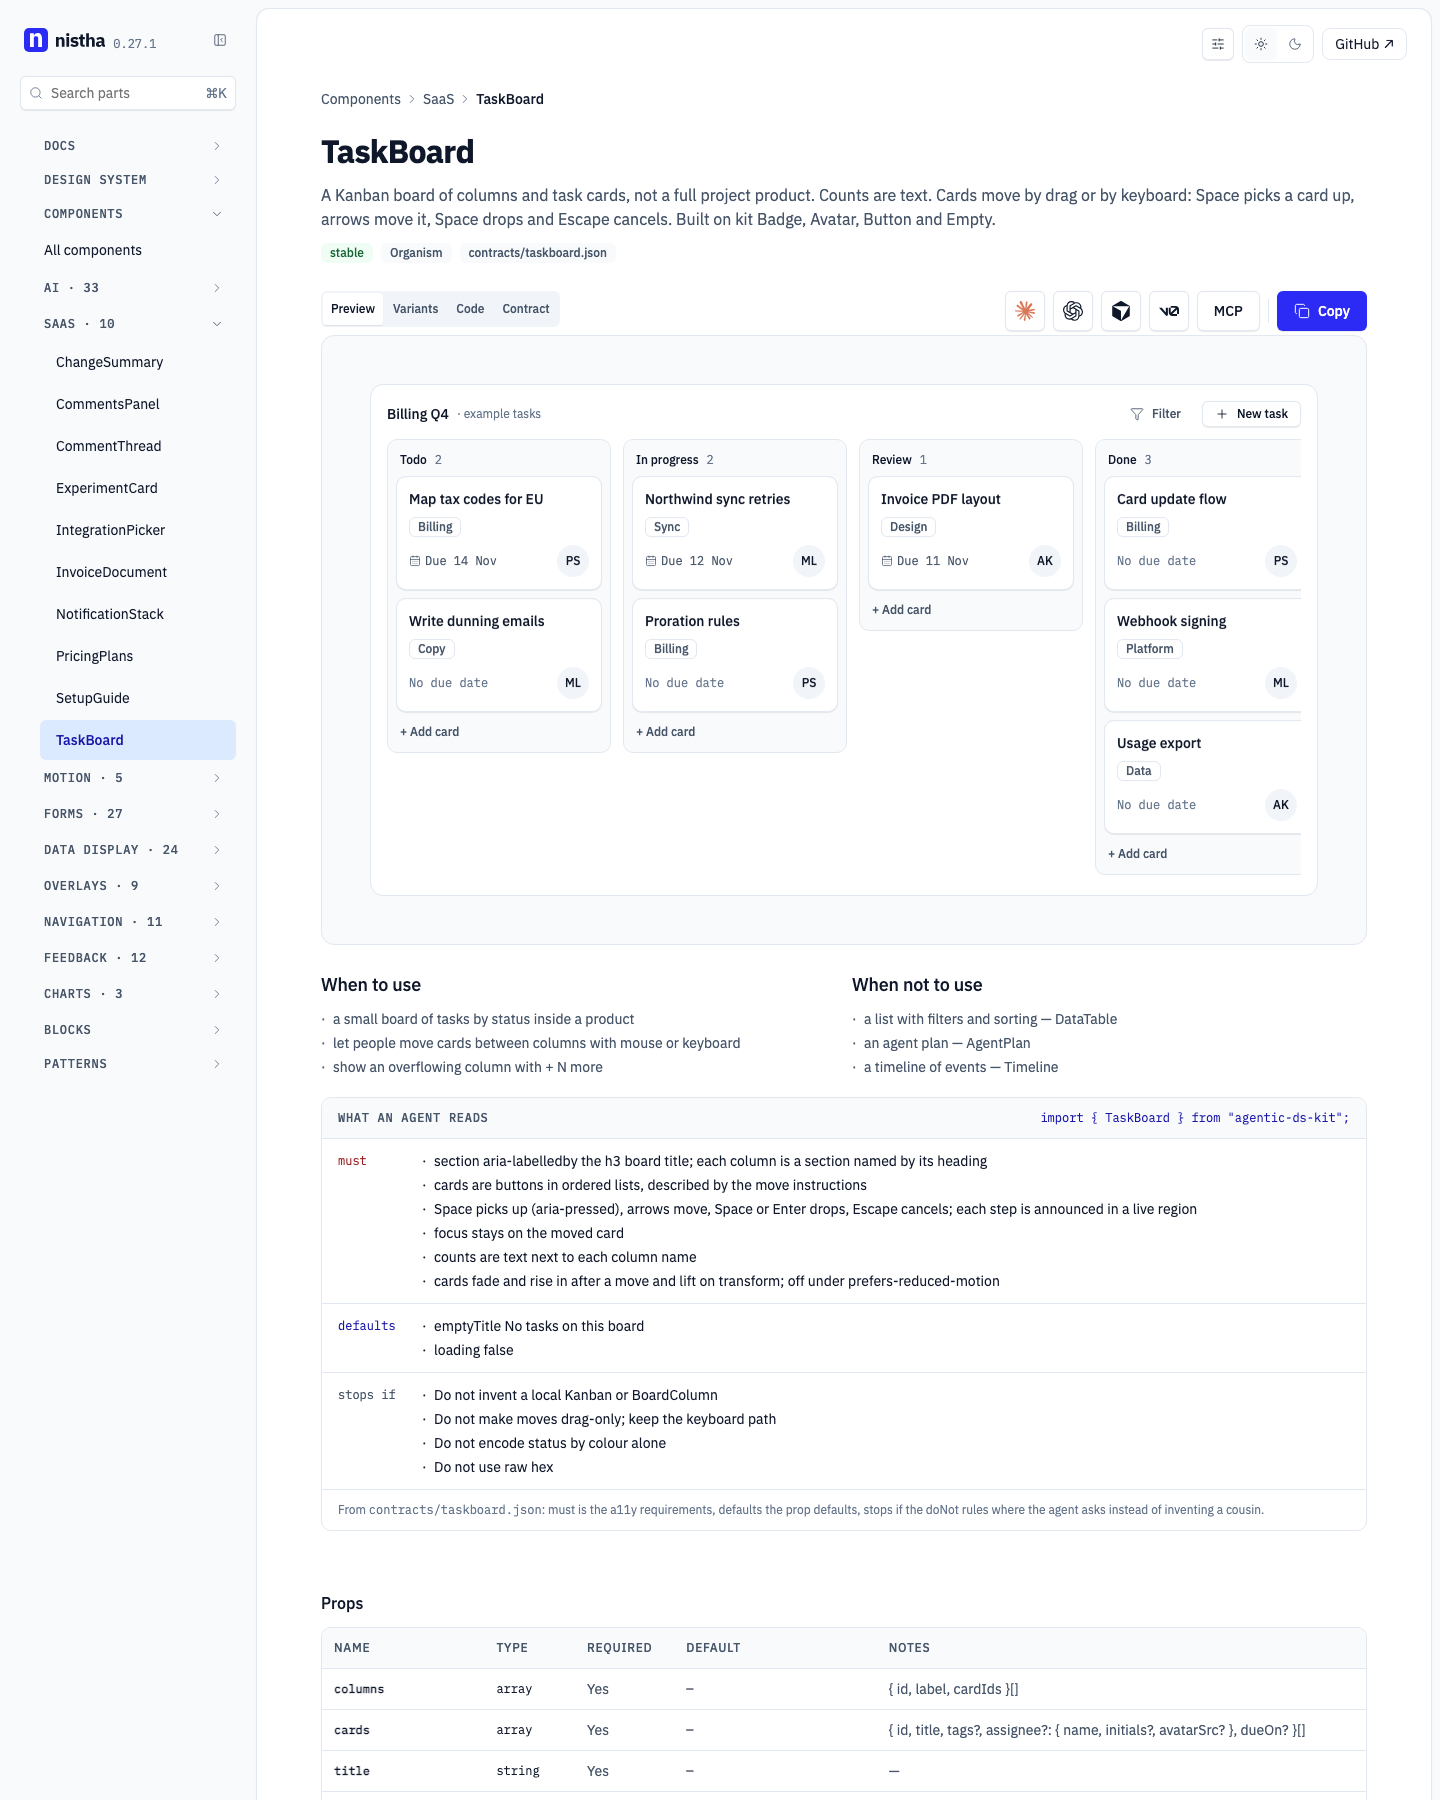 nistha 0.27.1
Search parts ⌘K
DOCS
DESIGN SYSTEM
COMPONENTS
All components
AI · 33
SAAS · 10
ChangeSummary
CommentsPanel
CommentThread
ExperimentCard
IntegrationPicker
InvoiceDocument
NotificationStack
PricingPlans
SetupGuide
TaskBoard
MOTION · 5
FORMS · 27
DATA DISPLAY · 24
OVERLAYS · 9
NAVIGATION · 11
FEEDBACK · 12
CHARTS · 3
BLOCKS
PATTERNS
GitHub
Components SaaS TaskBoard
TaskBoard
A Kanban board of columns and task cards, not a full project product. Counts are text. Cards move by drag or by keyboard: Space picks a card up,
arrows move it, Space drops and Escape cancels. Built on kit Badge, Avatar, Button and Empty.
stable Organism contracts/taskboard.json
Preview Variants Code Contract
v0 MCP Copy
Billing Q4 · example tasks
Filter + New task
Todo 2
Map tax codes for EU
Billing
Due 14 Nov PS
Write dunning emails
Copy
No due date ML
+ Add card
In progress 2
Northwind sync retries
Sync
Due 12 Nov ML
Proration rules
Billing
No due date PS
+ Add card
Review 1
Invoice PDF layout
Design
Due 11 Nov AK
+ Add card
Done 3
Card update flow
Billing
No due date PS
Webhook signing
Platform
No due date ML
Usage export
Data
No due date AK
+ Add card
When to use
· a small board of tasks by status inside a product
· let people move cards between columns with mouse or keyboard
· show an overflowing column with + N more
When not to use
· a list with filters and sorting — DataTable
· an agent plan — AgentPlan
· a timeline of events — Timeline
WHAT AN AGENT READS import { TaskBoard } from "agentic-ds-kit";
must
· section aria-labelledby the h3 board title; each column is a section named by its heading
· cards are buttons in ordered lists, described by the move instructions
· Space picks up (aria-pressed), arrows move, Space or Enter drops, Escape cancels; each step is announced in a live region
· focus stays on the moved card
· counts are text next to each column name
· cards fade and rise in after a move and lift on transform; off under prefers-reduced-motion
defaults
· emptyTitle No tasks on this board
· loading false
stops if
· Do not invent a local Kanban or BoardColumn
· Do not make moves drag-only; keep the keyboard path
· Do not encode status by colour alone
· Do not use raw hex
From contracts/taskboard.json: must is the a11y requirements, defaults the prop defaults, stops if the doNot rules where the agent asks instead of inventing a cousin.
Props
NAME TYPE REQUIRED DEFAULT NOTES
columns array Yes – { id, label, cardIds }[]
cards array Yes – { id, title, tags?, assignee?: { name, initials?, avatarSrc? }, dueOn? }[]
title string Yes – —